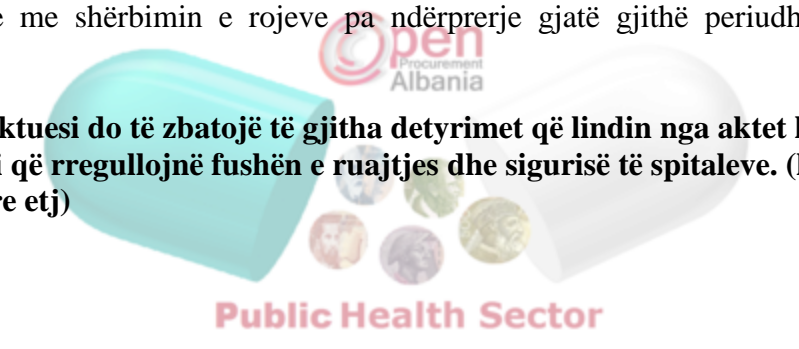 e me shërbimin e rojeve pa ndërprerje gjatë gjithë periudh
Open
Procurement
Albania
ktuesi do të zbatojë të gjitha detyrimet që lindin nga aktet
i që rregullojnë fushën e ruajtjes dhe sigurisë të spitaleve. (
re etj)
Public Health Sector